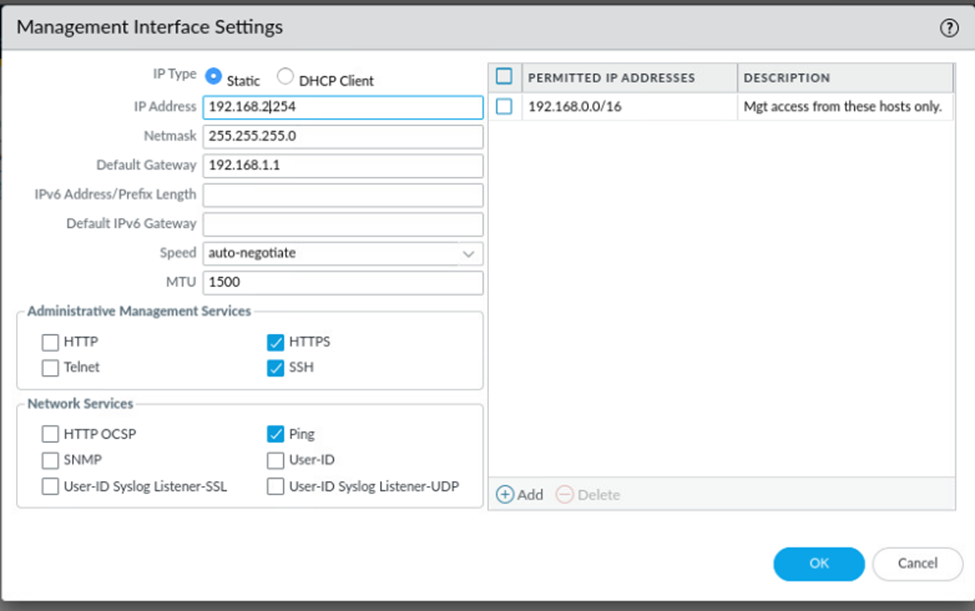 Management Interface Settings
?
IP Type Static DHCP Client
IP Address 192.168.2.254
Netmask 255.255.255.0
Default Gateway 192.168.1.1
IPv6 Address/Prefix Length
Default IPv6 Gateway
Speed auto-negotiate
MTU 1500
Administrative Management Services
HTTP HTTPS
Telnet SSH
Network Services
HTTP OCSP Ping
SNMP User-ID
User-ID Syslog Listener-SSL User-ID Syslog Listener-UDP
PERMITTED IP ADDRESSES DESCRIPTION
192.168.0.0/16 Mgt access from these hosts only.
Add Delete
OK Cancel